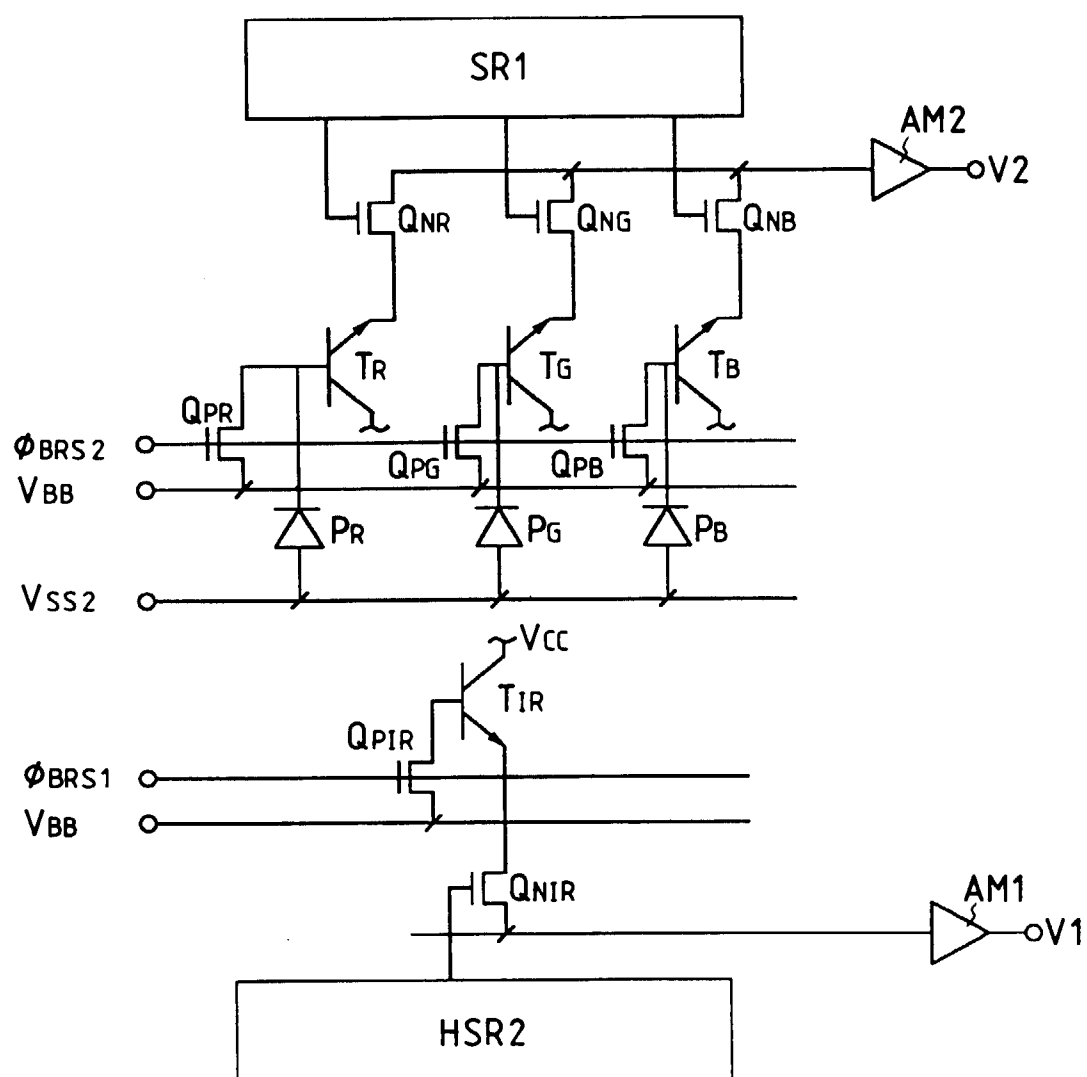 SR1
AM2
V2
QNR QNG QNB
TR TG TB
QPR
ϕBRS2
QPG QPB
VBB
PR PG PB
VSS2
VCC
TIR
QPIR
ϕBRS1
VBB
QNIR
AM1
V1
HSR2